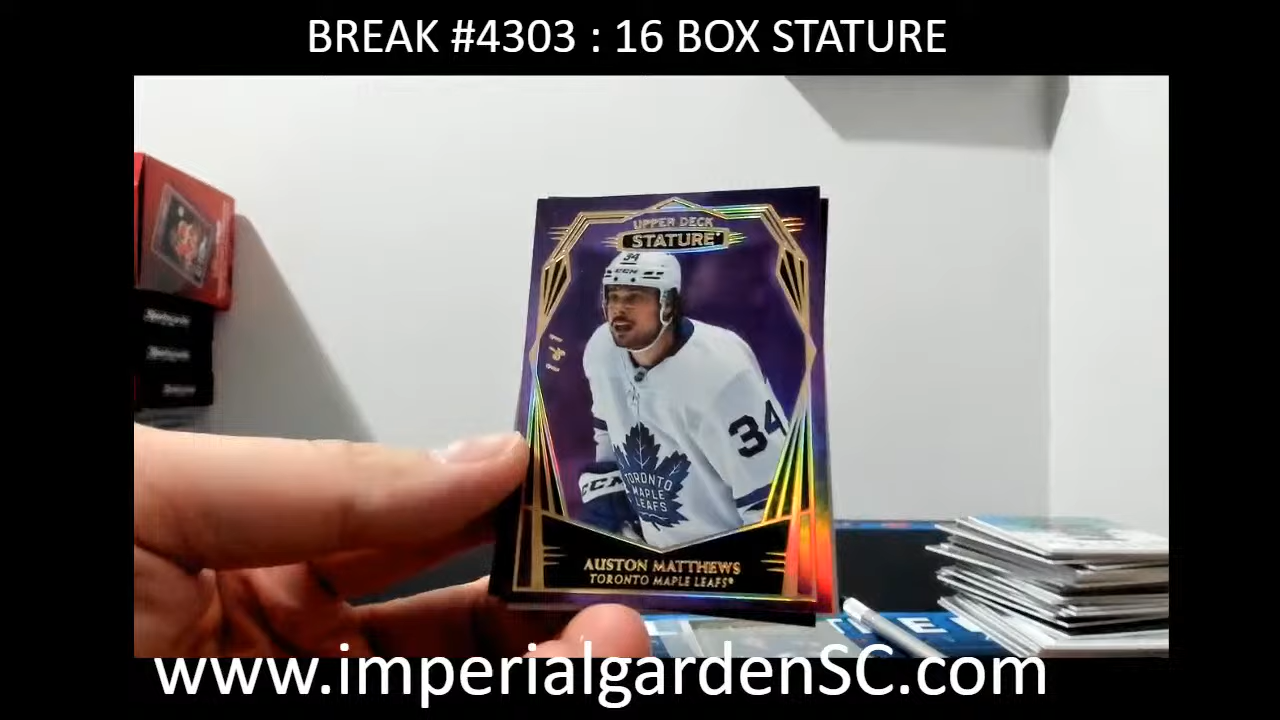 BREAK #4303 : 16 BOX STATURE
UPPER DECK
STATURE
34
CCM
34
CCM
TORONTO
MAPLE
LEAFS
AUSTON MATTHEWS
TORONTO MAPLE LEAFS®
www.imperialgardenSC.com